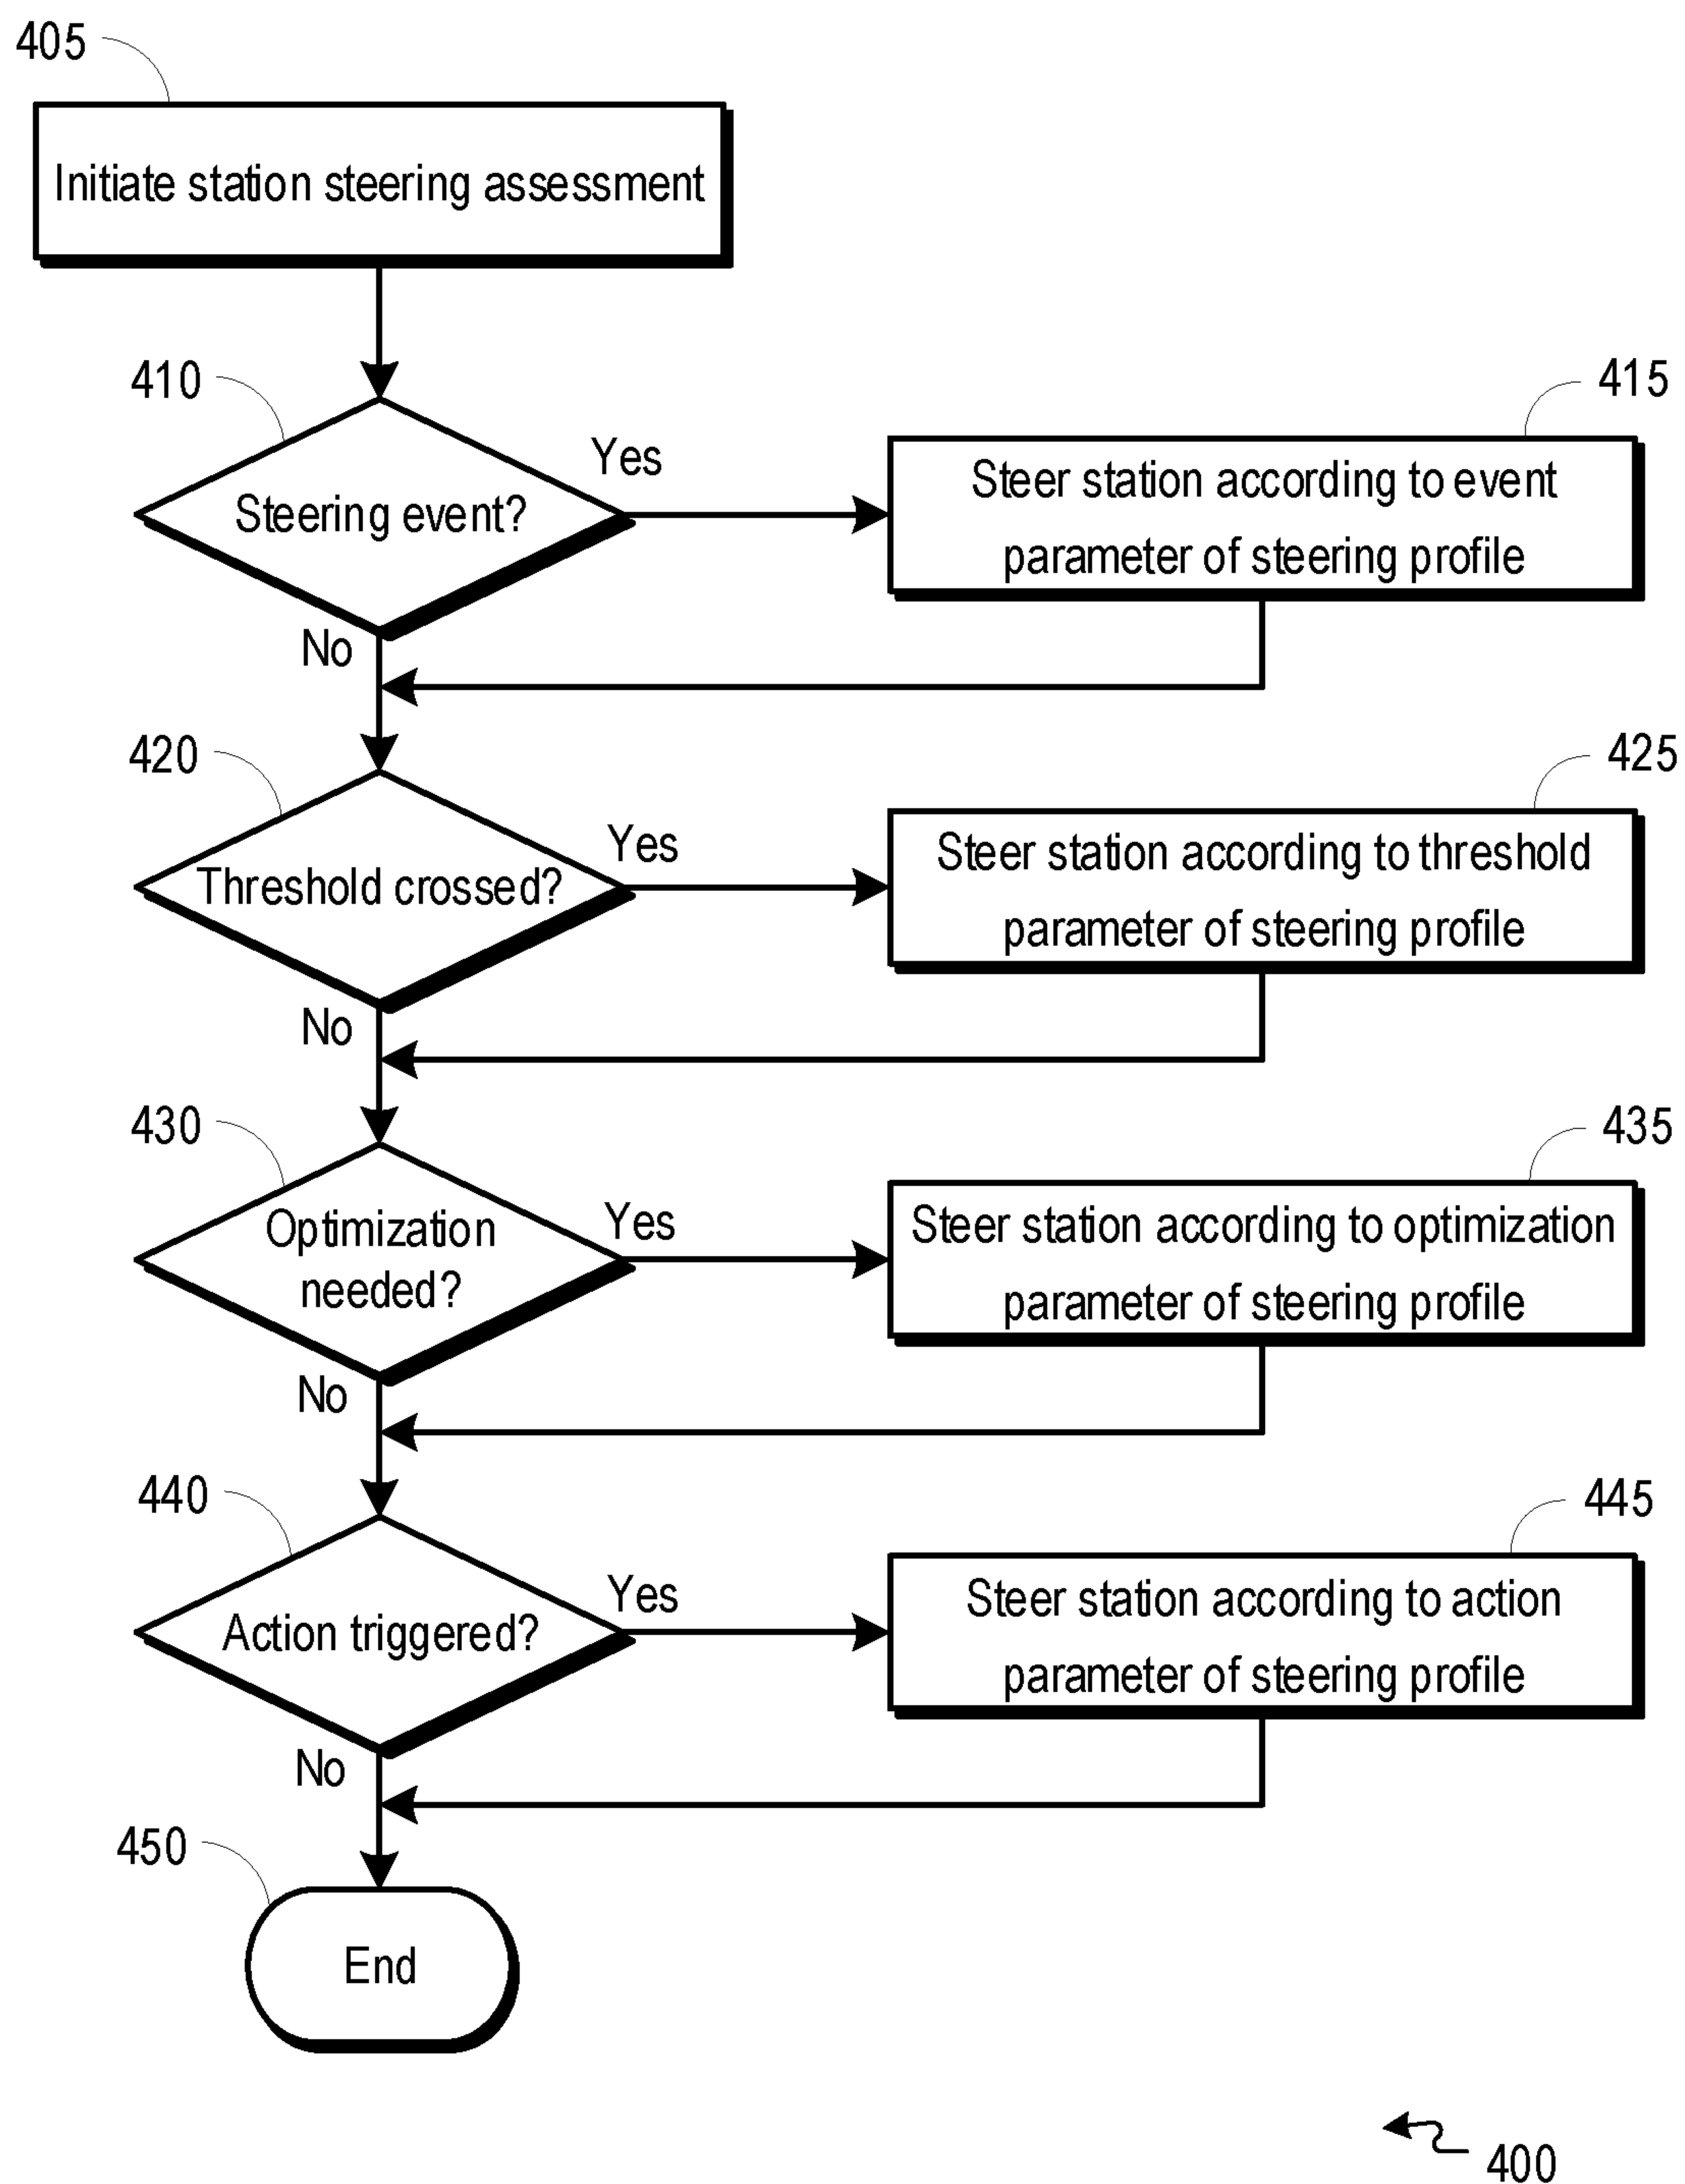 405
Initiate station steering assessment
410
Steering event?
Yes
No
415
Steer station according to event
parameter of steering profile
420
Threshold crossed?
Yes
No
425
Steer station according to threshold
parameter of steering profile
430
Optimization
needed?
Yes
No
435
Steer station according to optimization
parameter of steering profile
440
Action triggered?
Yes
No
445
Steer station according to action
parameter of steering profile
450
End
400